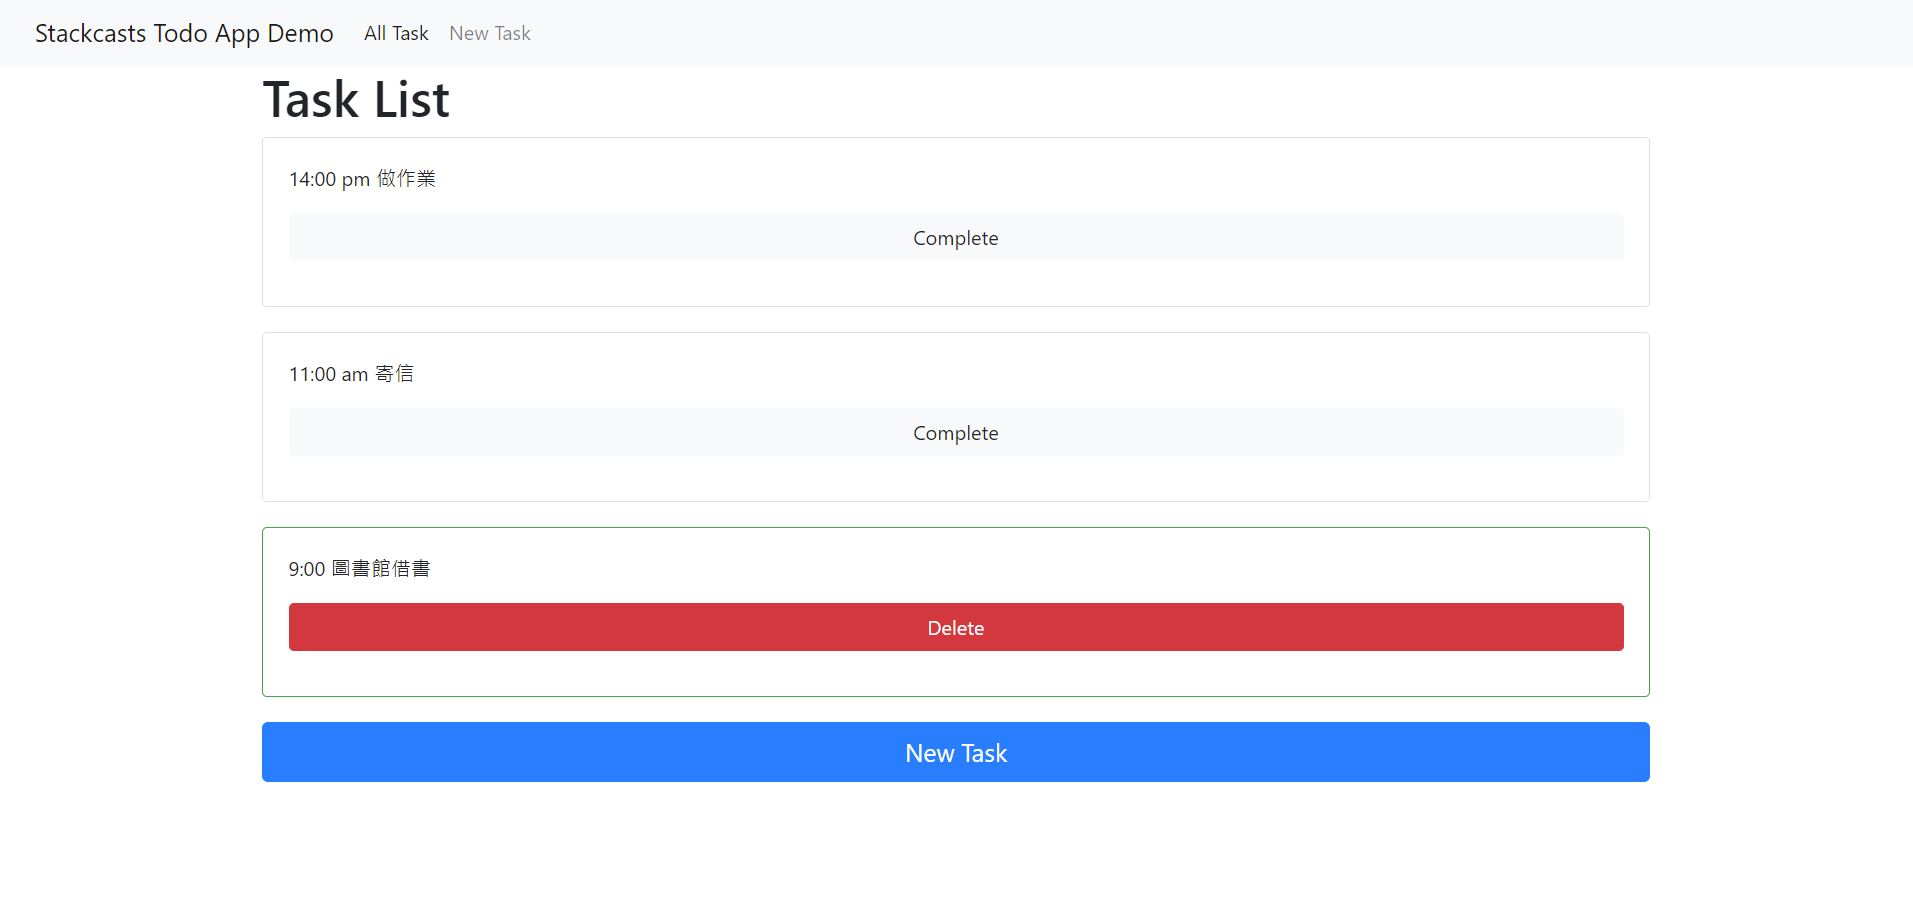 Stackcasts Todo App Demo All Task New Task
Task List
14:00 pm 做作業
Complete
11:00 am 寄信
Complete
9:00 圖書館借書
Delete
New Task